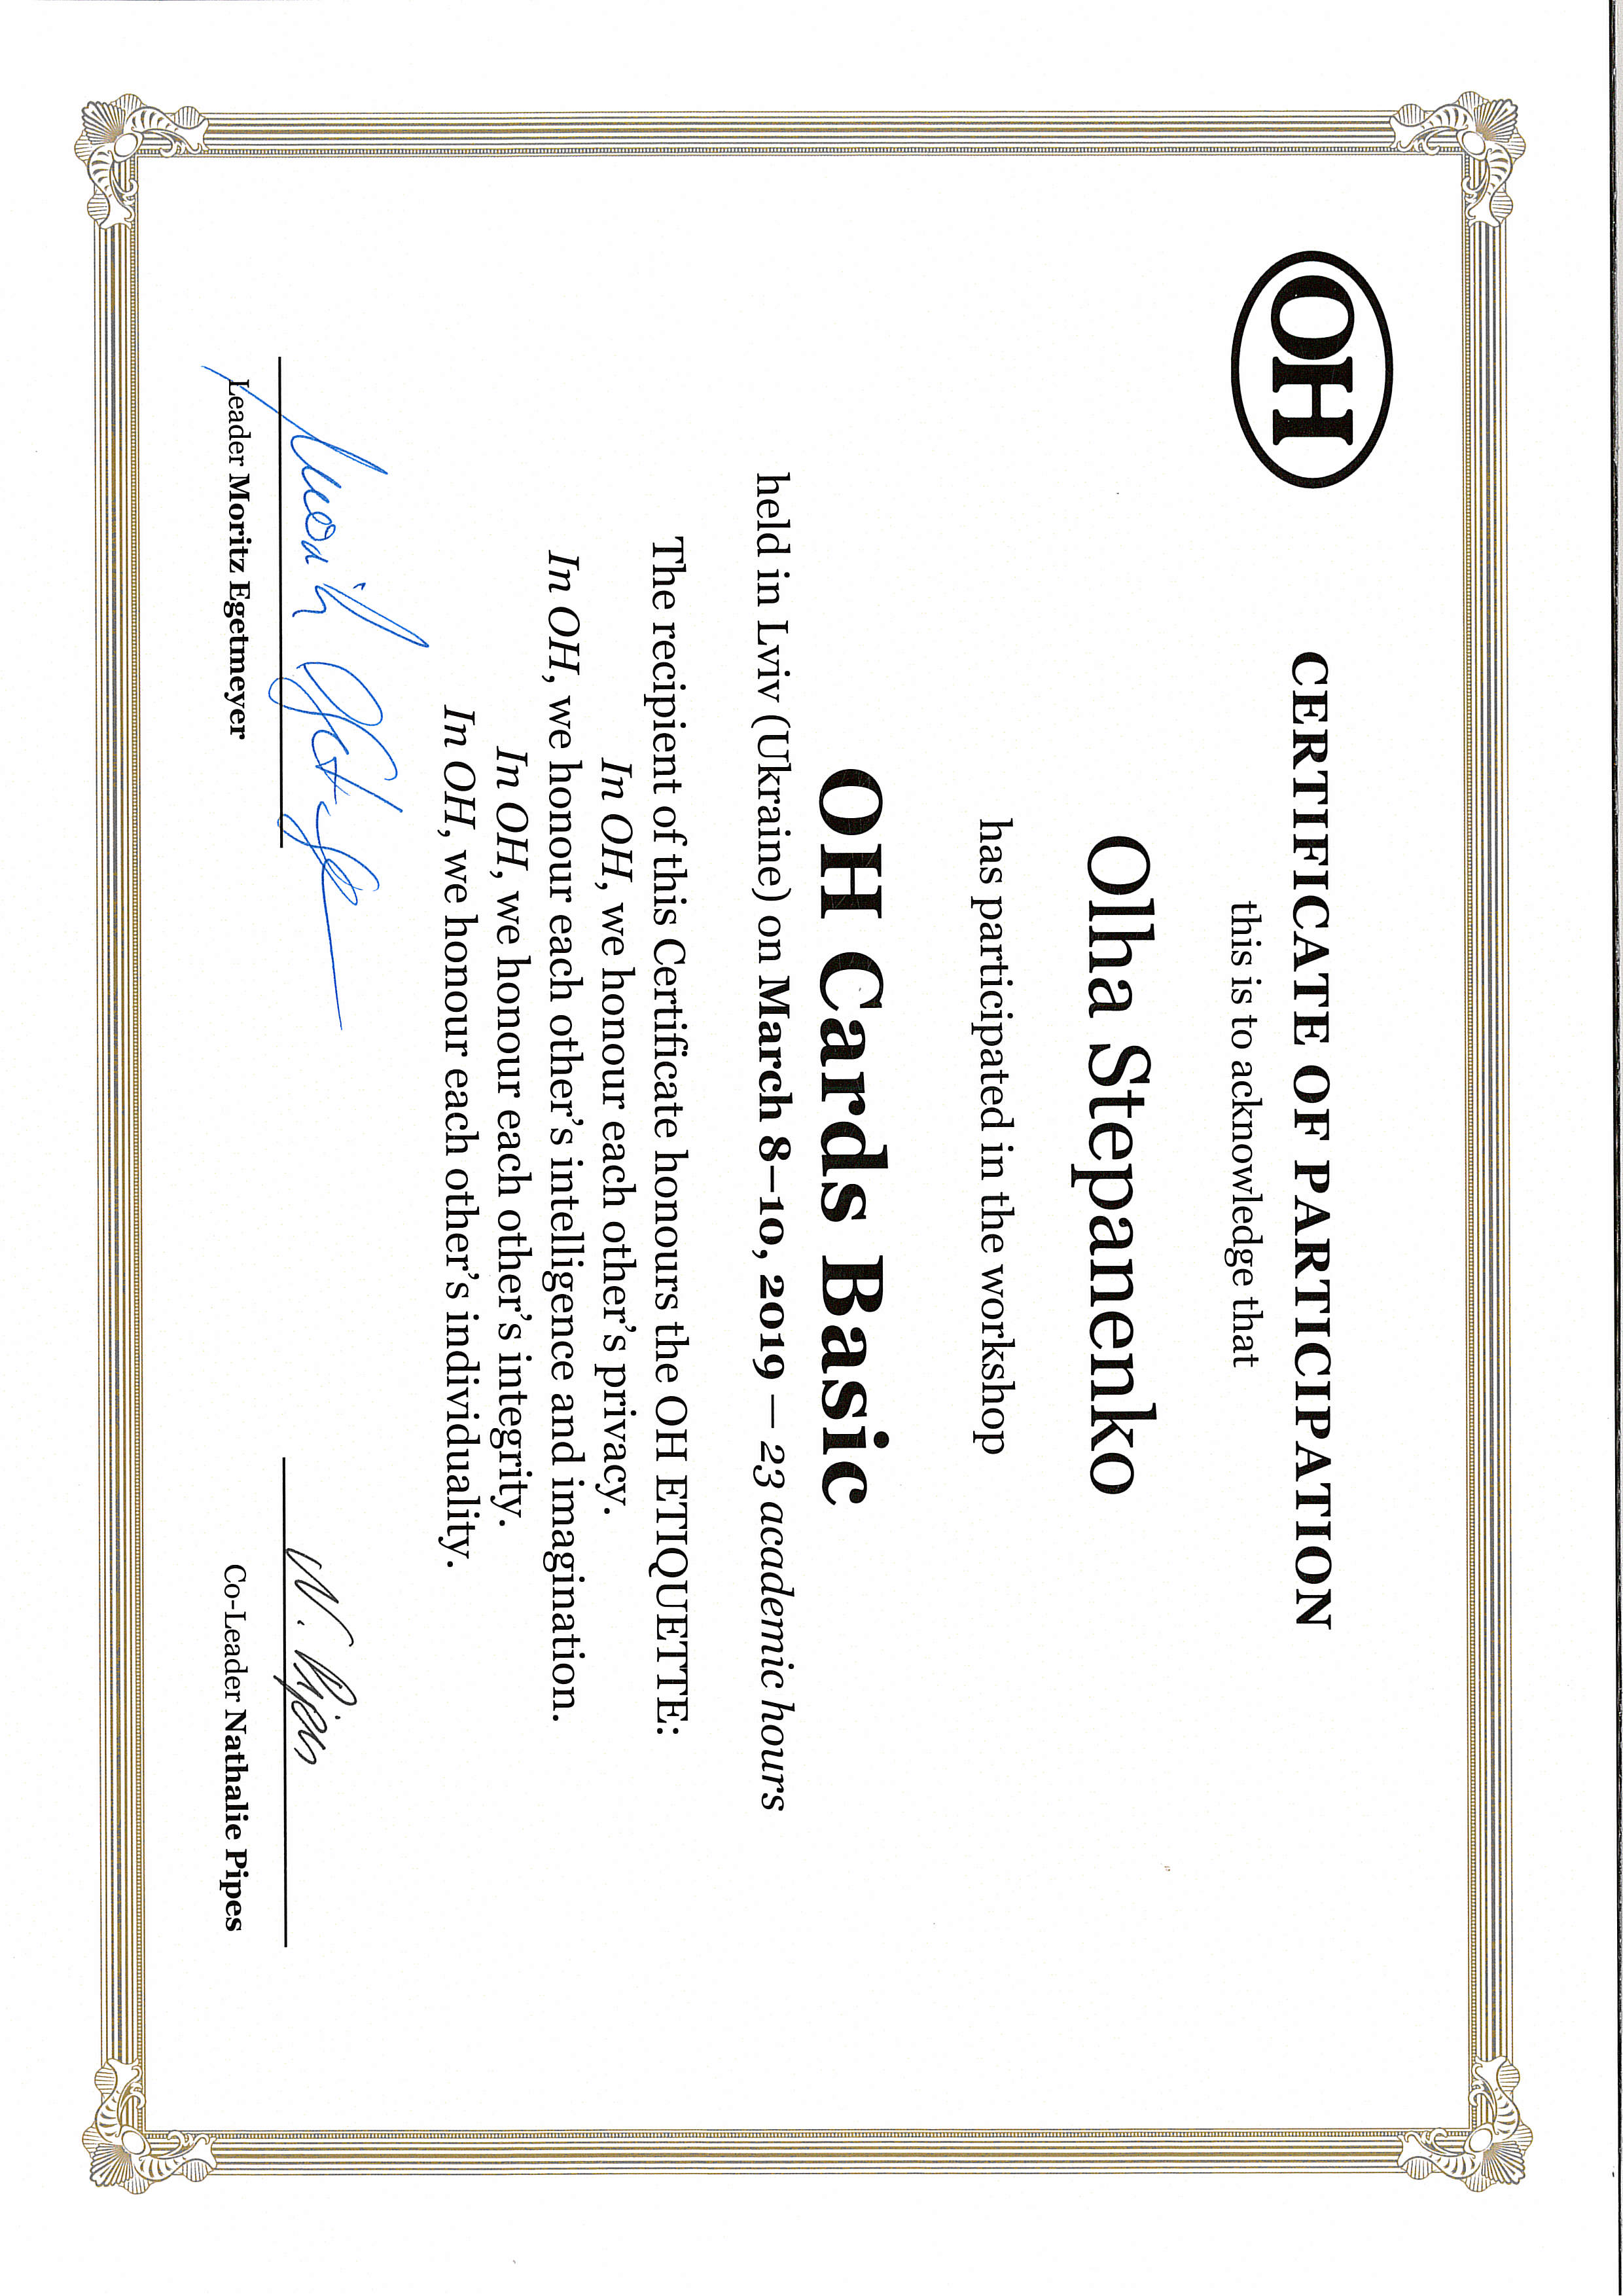 OH
CERTIFICATE OF PARTICIPATION
this is to acknowledge that
Olha Stepanenko
has participated in the workshop
OH Cards Basic
held in Lviv (Ukraine) on March 8–10, 2019 — 23 academic hours
The recipient of this Certificate honours the OH ETIQUETTE:
In OH, we honour each other’s privacy.
In OH, we honour each other’s intelligence and imagination.
In OH, we honour each other’s integrity.
In OH, we honour each other’s individuality.
N. Pipes
Leader Moritz Egetmeyer
Co-Leader Nathalie Pipes